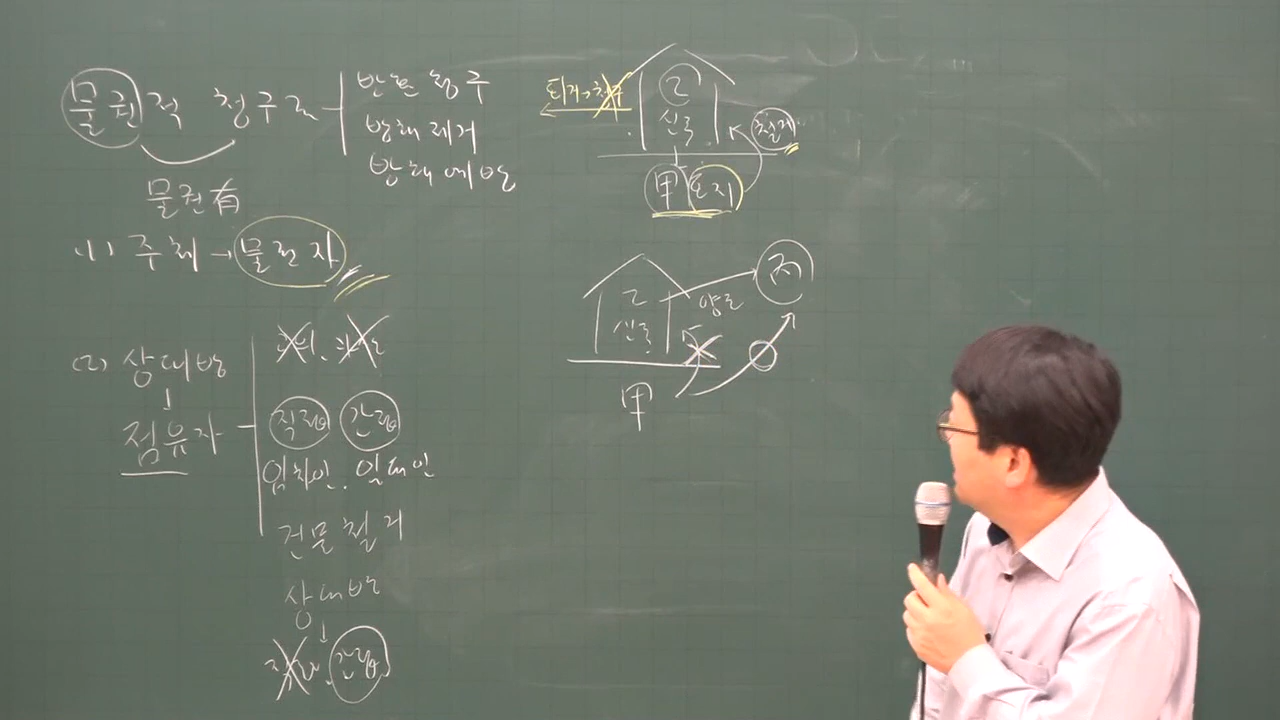 물권적 청구권
반환청구
방해제거
방해예방
물권有
(1) 주체 → 물권자
(2) 상대방
↓
점유자
직점 간점
임차인. 임대인
건물철거
상대방
↓
간점
퇴거청구
乙
신축
철거
甲 토지
乙
신축
양도
丙
甲